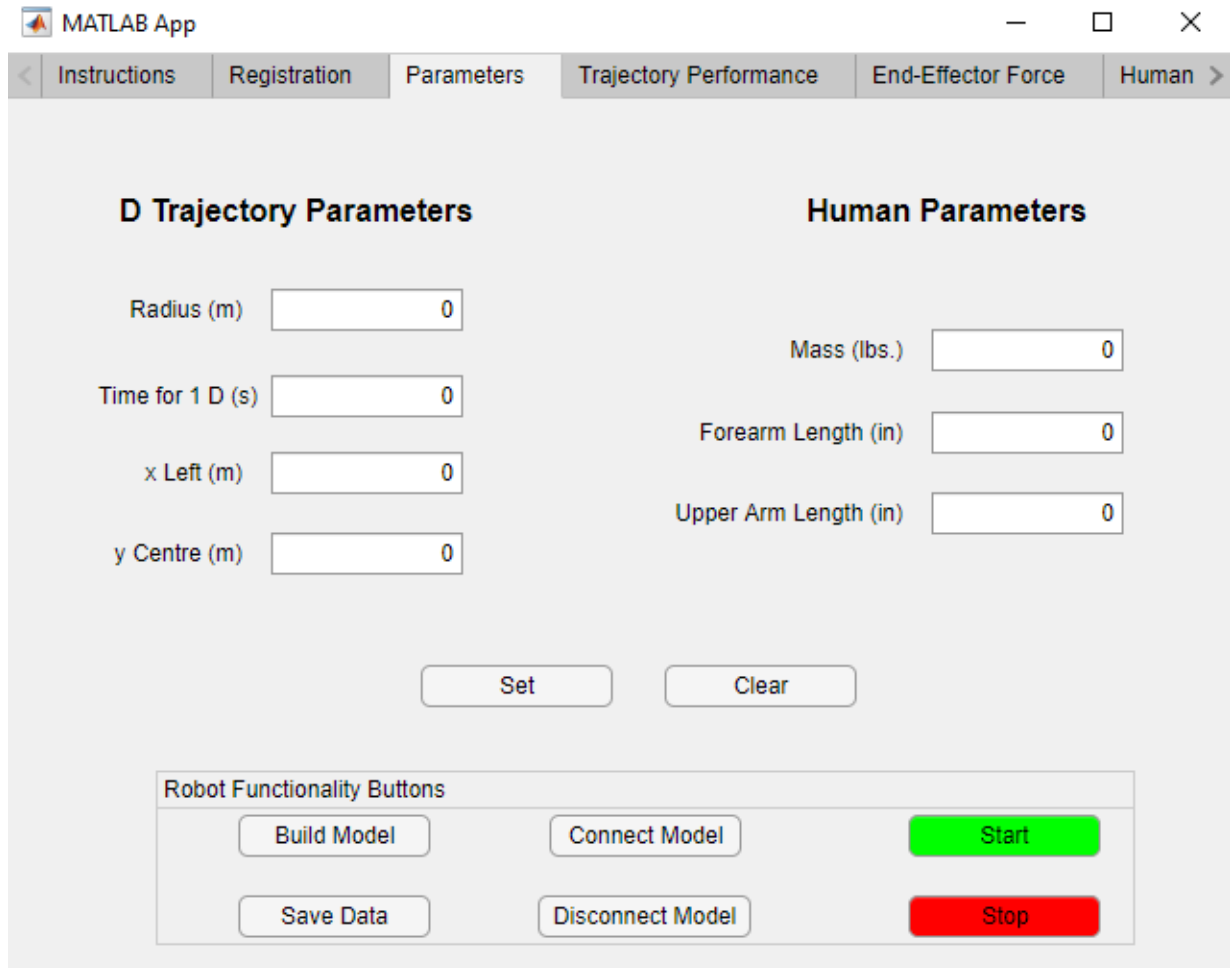 MATLAB App
Instructions Registration Parameters Trajectory Performance End-Effector Force Human
D Trajectory Parameters
Radius (m) 0
Time for 1 D (s) 0
x Left (m) 0
y Centre (m) 0
Human Parameters
Mass (lbs.) 0
Forearm Length (in) 0
Upper Arm Length (in) 0
Set Clear
Robot Functionality Buttons
Build Model Connect Model Start
Save Data Disconnect Model Stop